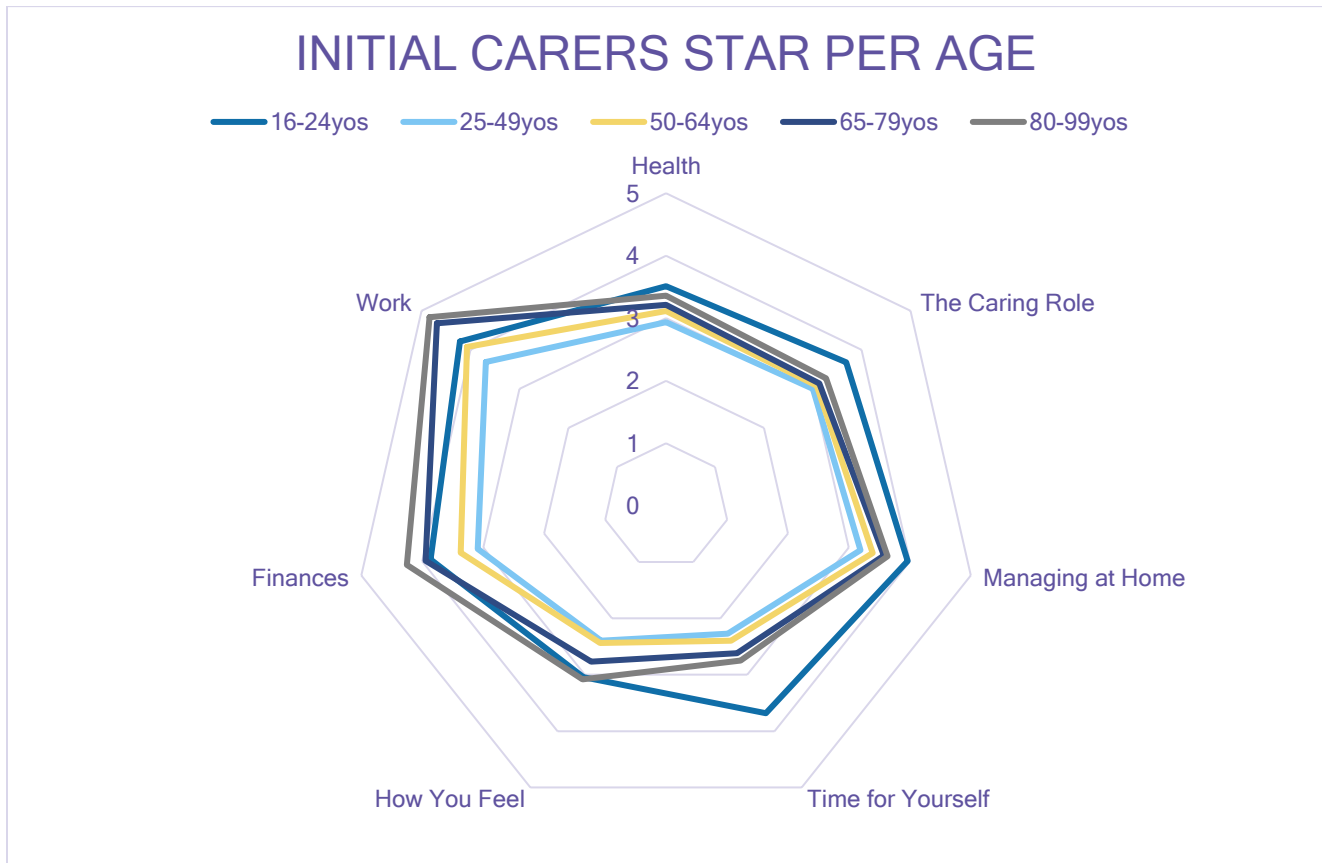 INITIAL CARERS STAR PER AGE
16-24yos 25-49yos 50-64yos 65-79yos 80-99yos
Health
5
4
3
2
1
0
The Caring Role
Managing at Home
Time for Yourself
How You Feel
Finances
Work